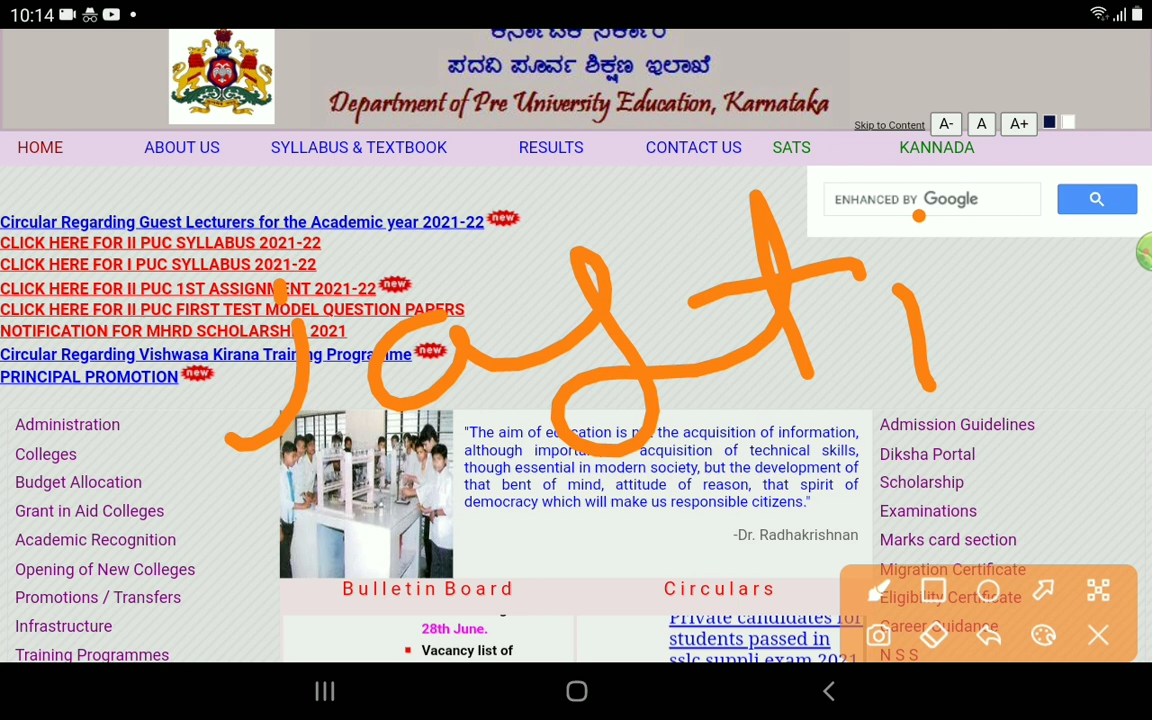 10:14
ಕರ್ನಾಟಕ ಸರ್ಕಾರ
ಪದವಿ ಪೂರ್ವ ಶಿಕ್ಷಣ ಇಲಾಖೆ
Department of Pre University Education, Karnataka
Skip to Content A- A A+
HOME ABOUT US SYLLABUS & TEXTBOOK RESULTS CONTACT US SATS KANNADA
ENHANCED BY Google
Circular Regarding Guest Lecturers for the Academic year 2021-22 new
CLICK HERE FOR II PUC SYLLABUS 2021-22
CLICK HERE FOR I PUC SYLLABUS 2021-22
CLICK HERE FOR II PUC 1ST ASSIGNMENT 2021-22 new
CLICK HERE FOR II PUC FIRST TEST MODEL QUESTION PAPERS
NOTIFICATION FOR MHRD SCHOLARSHIP 2021
Circular Regarding Vishwasa Kirana Training Programme new
PRINCIPAL PROMOTION new
jasti
Administration
Colleges
Budget Allocation
Grant in Aid Colleges
Academic Recognition
Opening of New Colleges
Promotions / Transfers
Infrastructure
Training Programmes
"The aim of education is not the acquisition of information,
although important, acquisition of technical skills,
though essential in modern society, but the development of
that bent of mind, attitude of reason, that spirit of
democracy which will make us responsible citizens."
-Dr. Radhakrishnan
Bulletin Board
28th June.
Vacancy list of
Circulars
Private candidates for
students passed in
sslc suppli exam 2021
Admission Guidelines
Diksha Portal
Scholarship
Examinations
Marks card section
Migration Certificate
Eligibility Certificate
Career Guidance
N S S